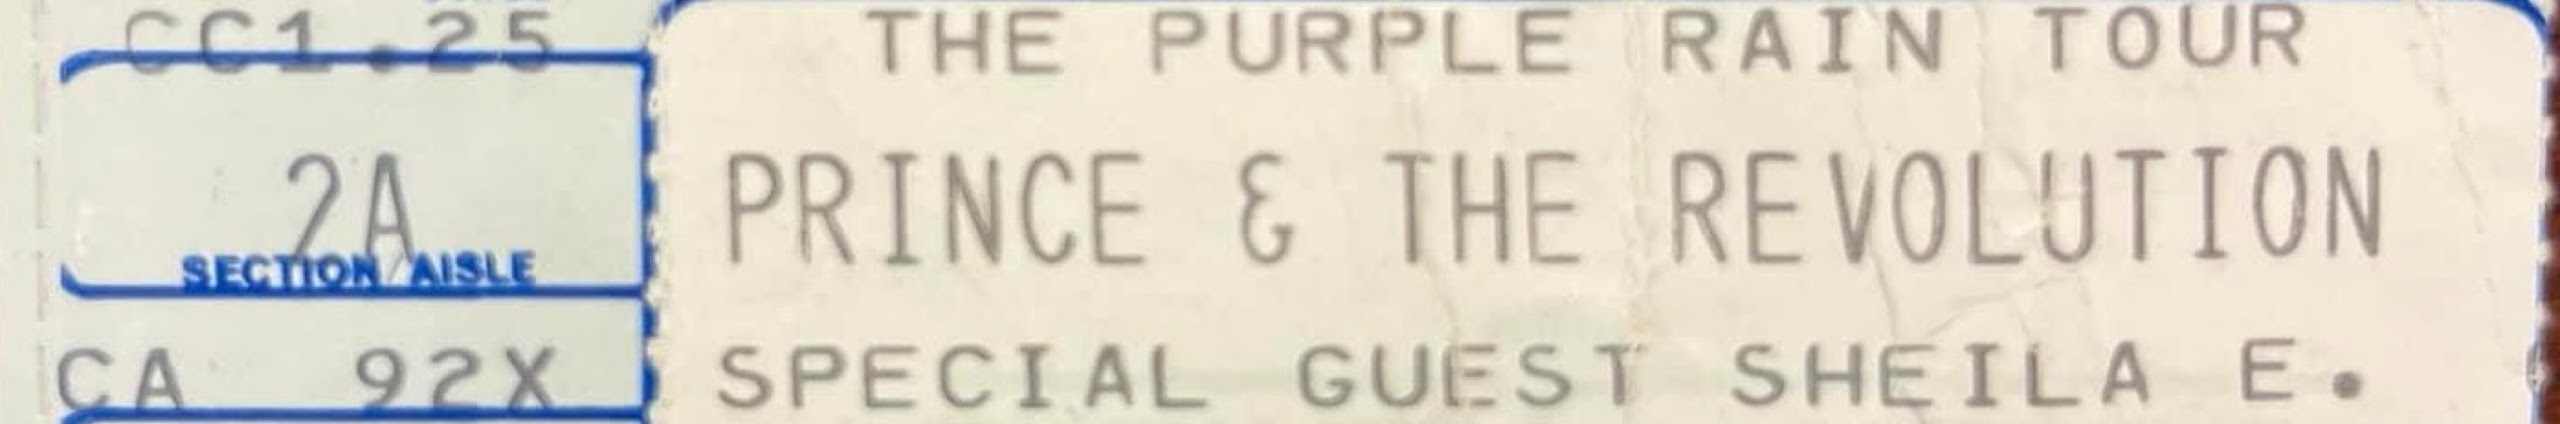 CC1.25
2A
SECTION/AISLE
CA 92X
THE PURPLE RAIN TOUR
PRINCE & THE REVOLUTION
SPECIAL GUEST SHEILA E.